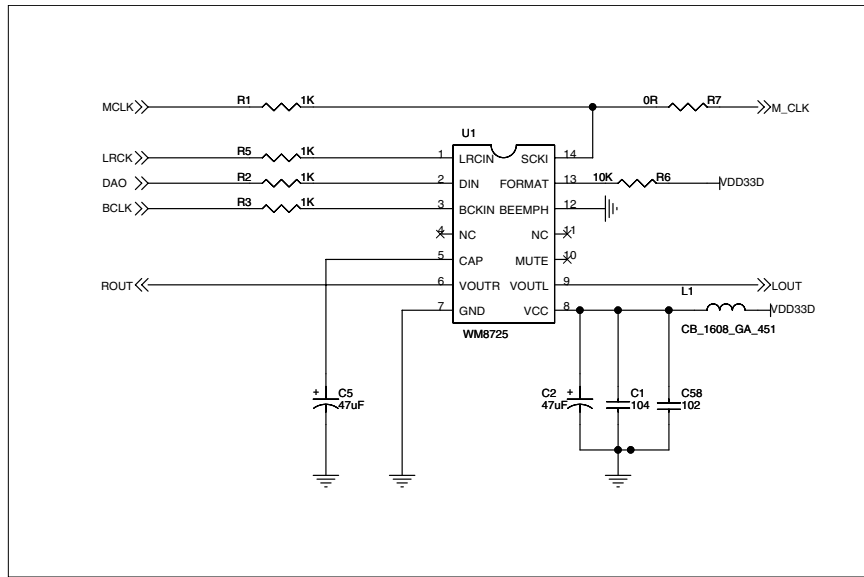 MCLK R1 1K 0R R7 M_CLK
U1
LRCK R5 1K 1 LRCIN SCKI 14
DAO R2 1K 2 DIN FORMAT 13 10K R6 VDD33D
BCLK R3 1K 3 BCKIN BEEMPH 12
4 NC NC 11
5 CAP MUTE 10
ROUT 6 VOUTR VOUTL 9 LOUT
L1
7 GND VCC 8 VDD33D
WM8725 CB_1608_GA_451
+ C5 C2 + C1 C58
47uF 47uF 104 102